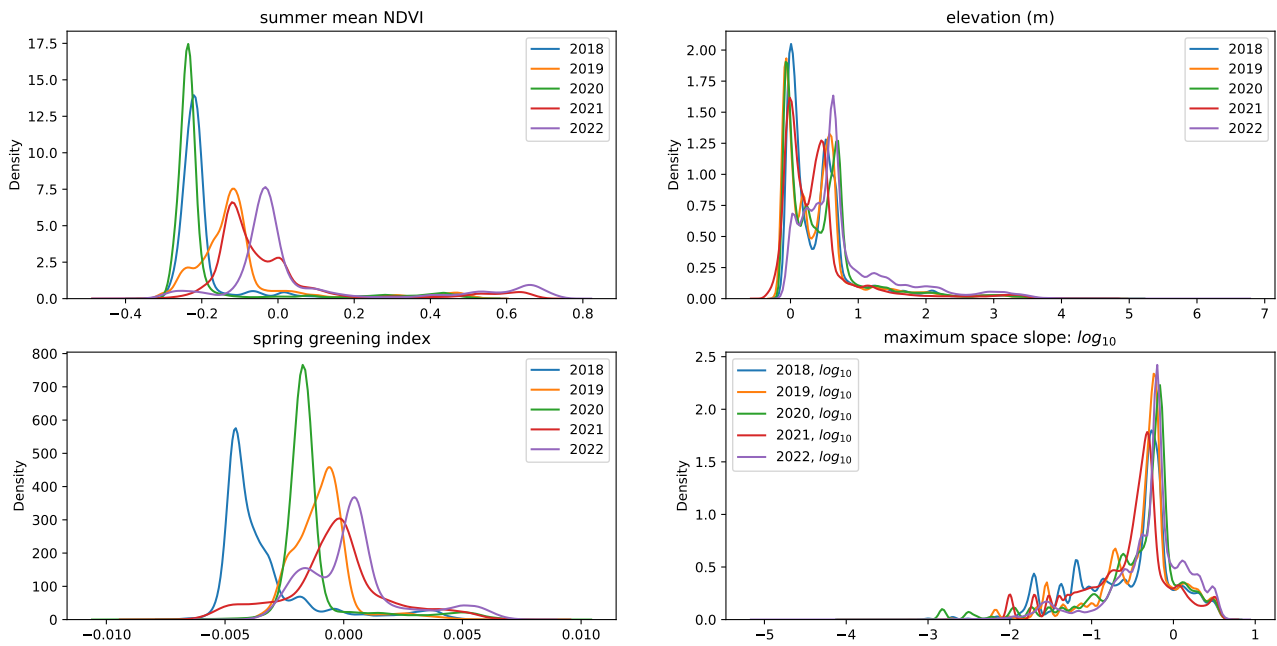 summer mean NDVI
17.5
15.0
12.5
10.0
7.5
5.0
2.5
0.0
Density
−0.4 −0.2 0.0 0.2 0.4 0.6 0.8
2018
2019
2020
2021
2022
elevation (m)
2.00
1.75
1.50
1.25
1.00
0.75
0.50
0.25
0.00
Density
0 1 2 3 4 5 6 7
2018
2019
2020
2021
2022
spring greening index
800
700
600
500
400
300
200
100
0
Density
−0.010 −0.005 0.000 0.005 0.010
2018
2019
2020
2021
2022
maximum space slope: log₁₀
2.5
2.0
1.5
1.0
0.5
0.0
Density
−5 −4 −3 −2 −1 0 1
2018, log₁₀
2019, log₁₀
2020, log₁₀
2021, log₁₀
2022, log₁₀